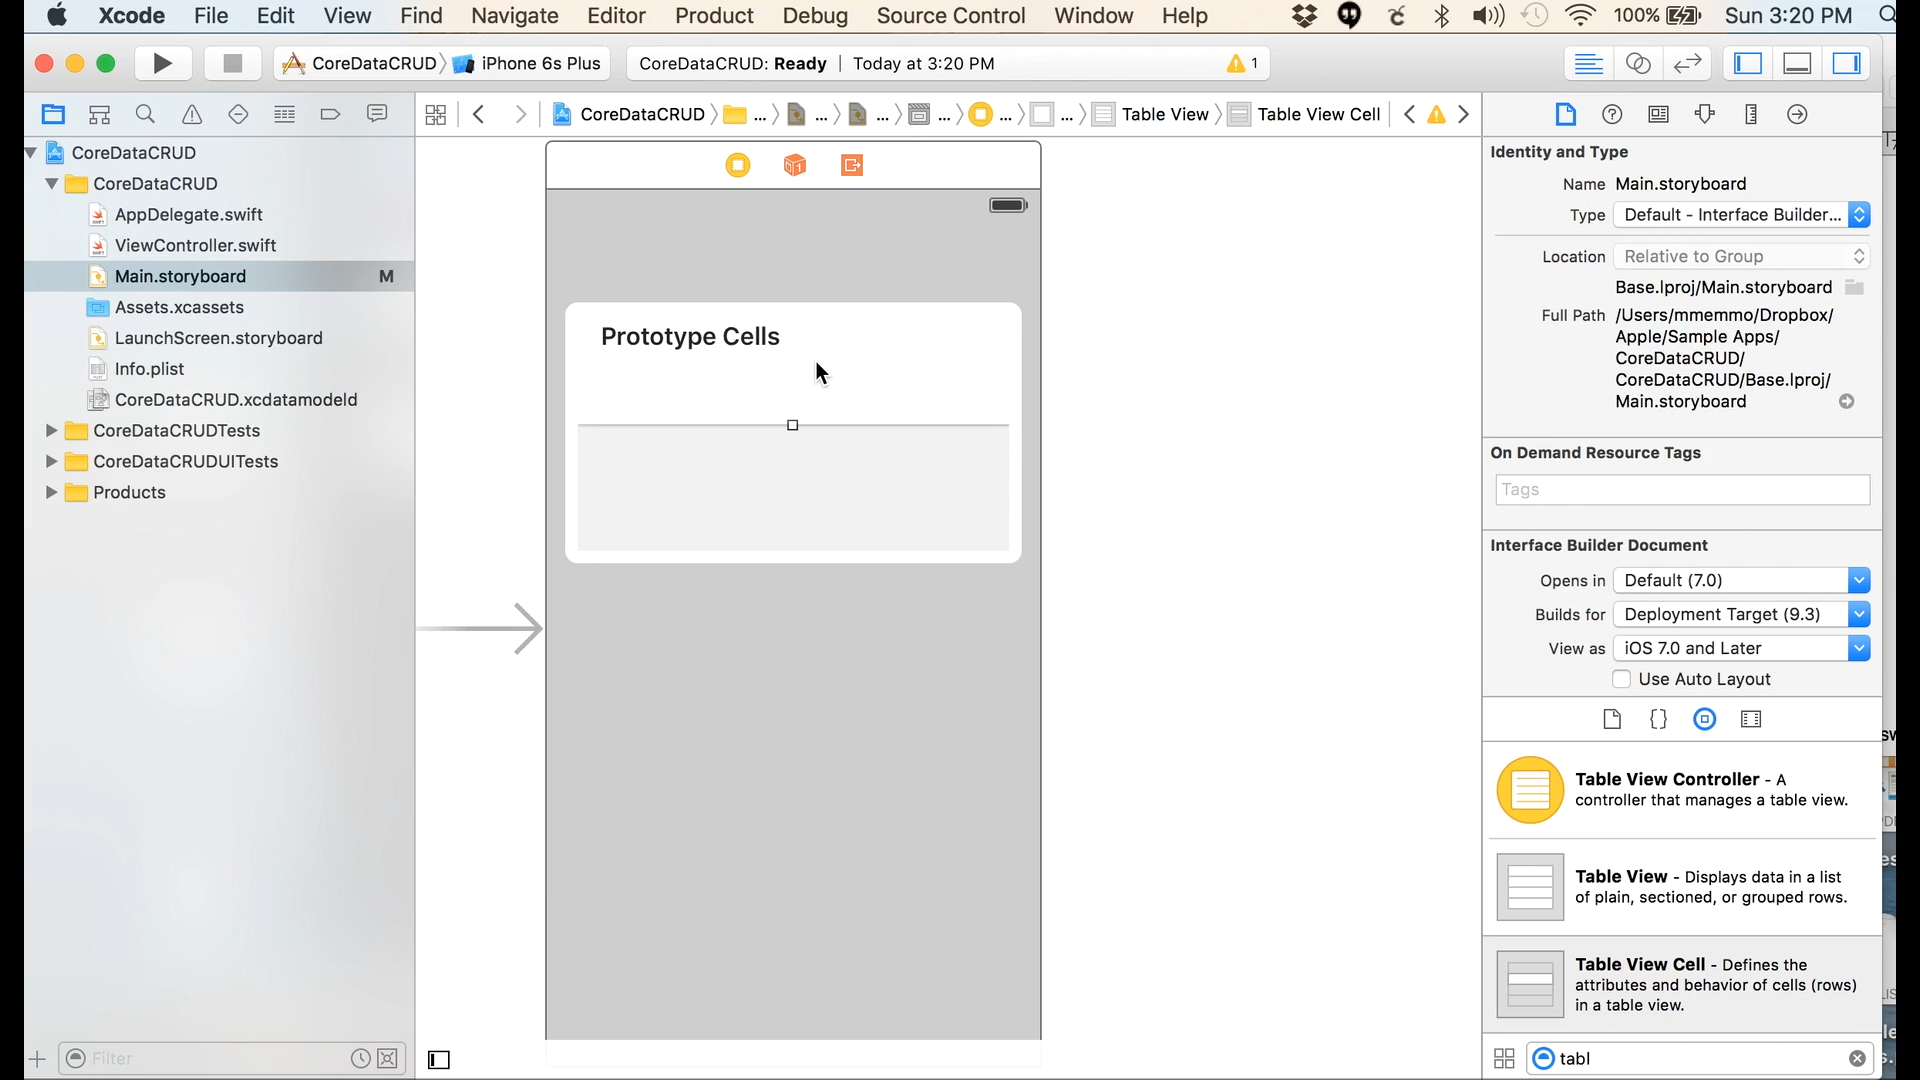 Xcode File Edit View Find Navigate Editor Product Debug Source Control Window Help 100% Sun 3:20 PM
CoreDataCRUD iPhone 6s Plus CoreDataCRUD: Ready Today at 3:20 PM 1
CoreDataCRUD ... ... ... ... ... ... Table View Table View Cell
CoreDataCRUD
CoreDataCRUD
AppDelegate.swift
ViewController.swift
Main.storyboard M
Assets.xcassets
LaunchScreen.storyboard
Info.plist
CoreDataCRUD.xcdatamodeld
CoreDataCRUDTests
CoreDataCRUDUITests
Products
Filter
Prototype Cells
Identity and Type
Name Main.storyboard
Type Default - Interface Builder...
Location Relative to Group
Base.lproj/Main.storyboard
Full Path /Users/mmemmo/Dropbox/
Apple/Sample Apps/
CoreDataCRUD/
CoreDataCRUD/Base.lproj/
Main.storyboard
On Demand Resource Tags
Tags
Interface Builder Document
Opens in Default (7.0)
Builds for Deployment Target (9.3)
View as iOS 7.0 and Later
Use Auto Layout
Table View Controller - A
controller that manages a table view.
Table View - Displays data in a list
of plain, sectioned, or grouped rows.
Table View Cell - Defines the
attributes and behavior of cells (rows)
in a table view.
tabl